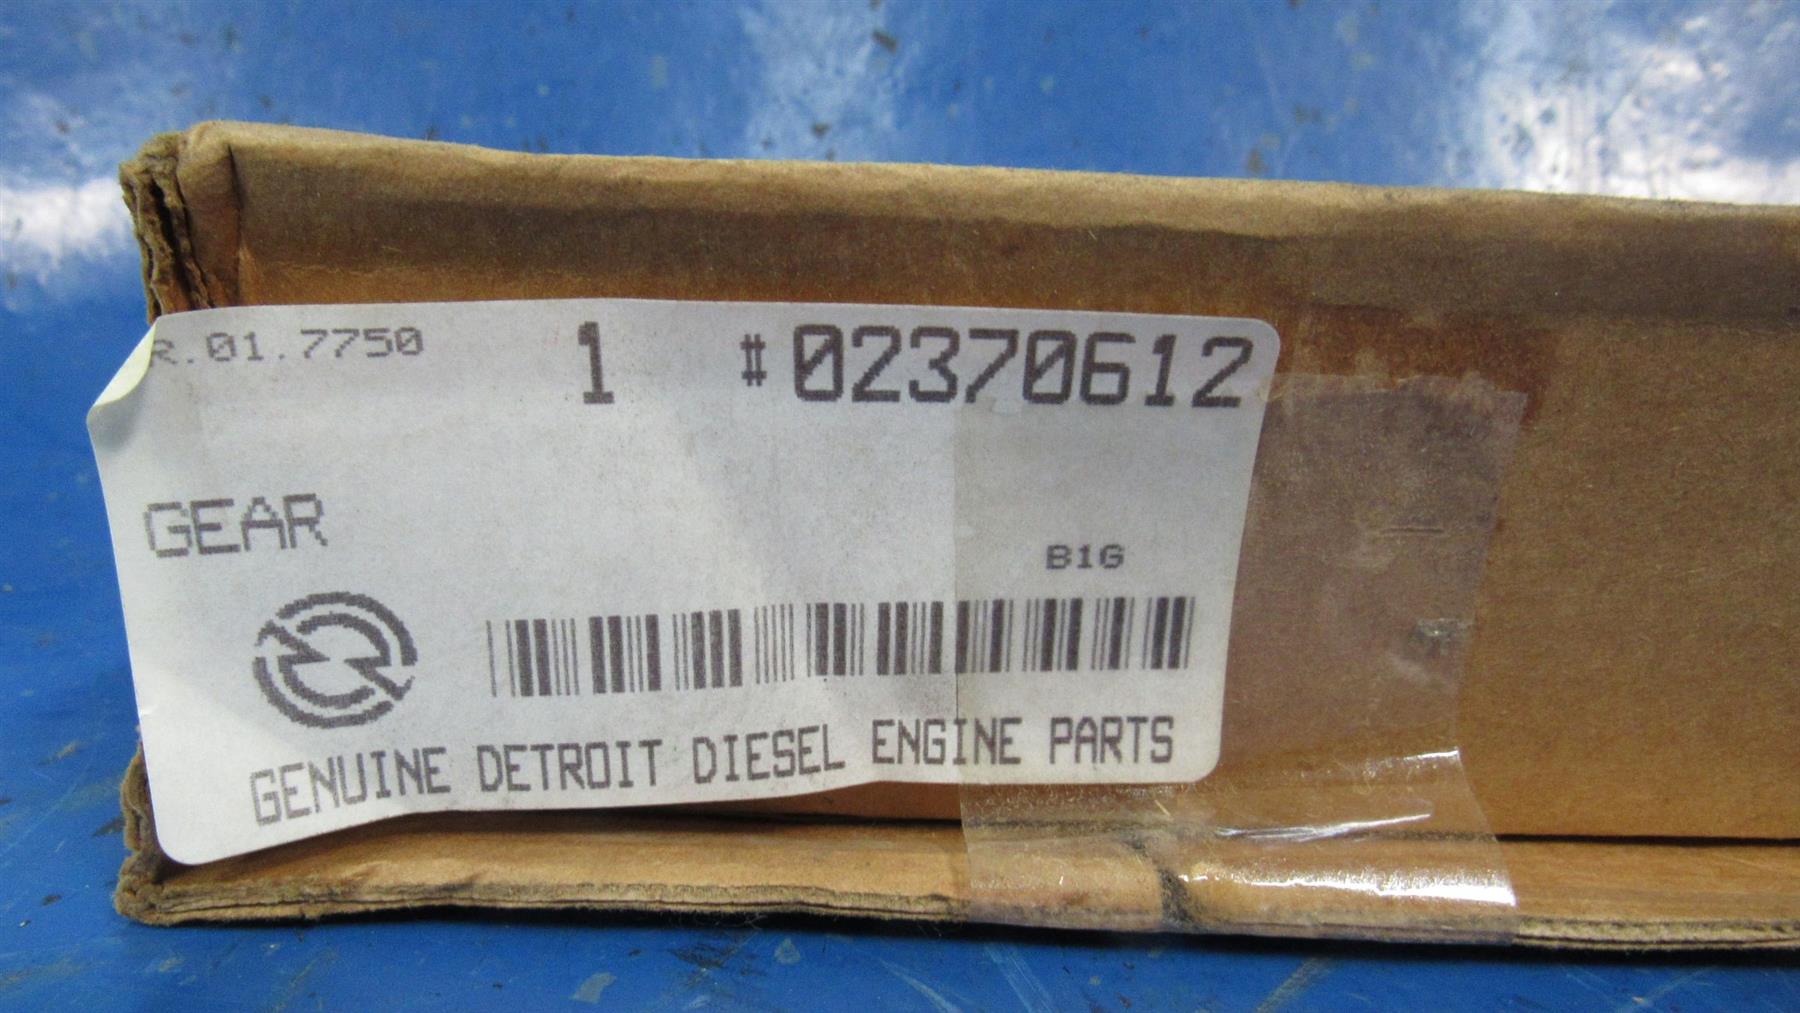 R.01.7750 1 #02370612
GEAR
B1G
GENUINE DETROIT DIESEL ENGINE PARTS